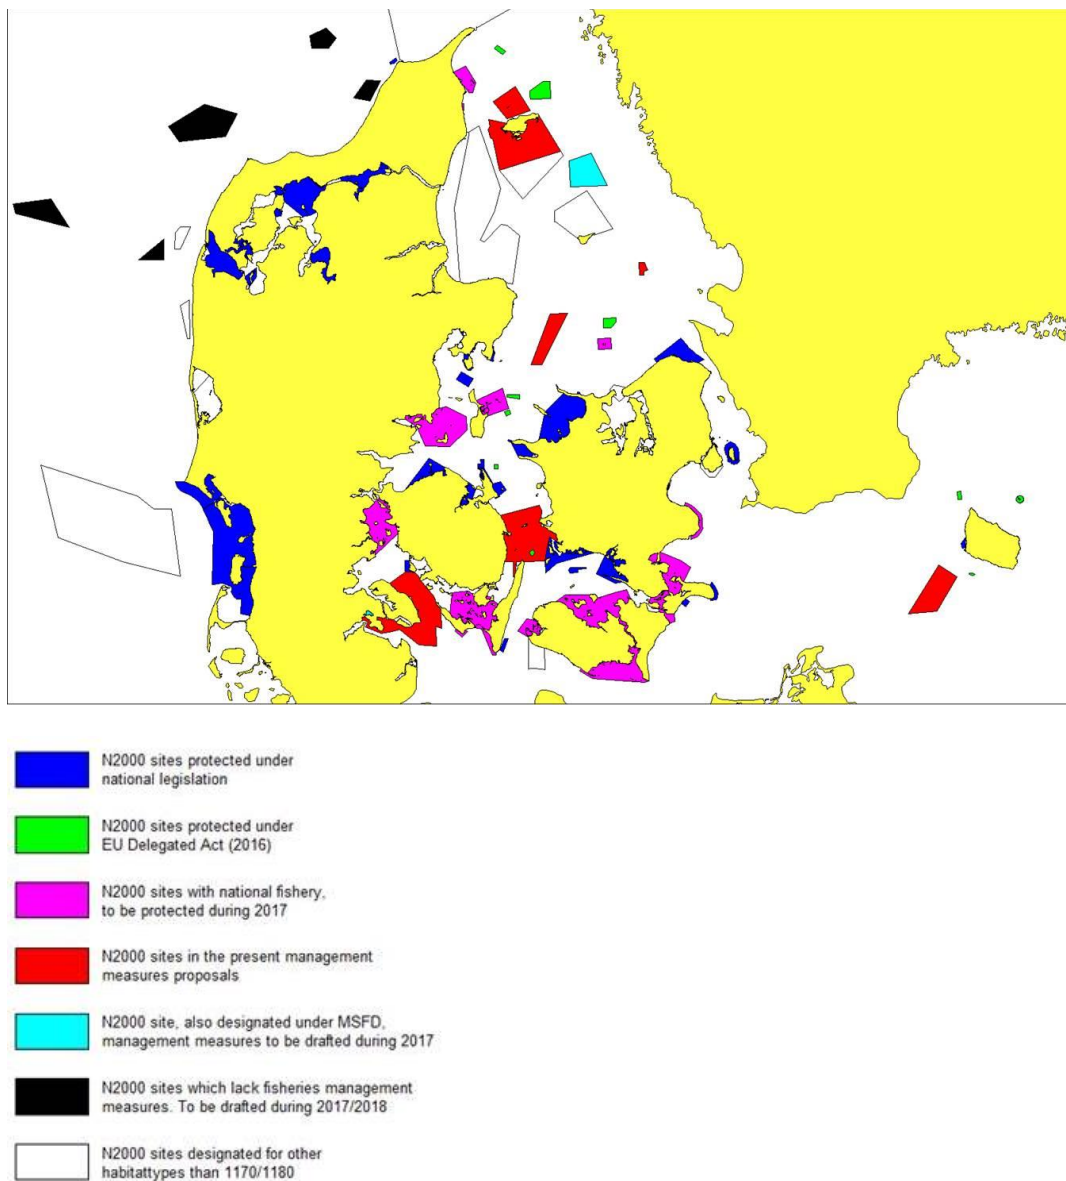 N2000 sites protected under
national legislation
N2000 sites protected under
EU Delegated Act (2016)
N2000 sites with national fishery,
to be protected during 2017
N2000 sites in the present management
measures proposals
N2000 site, also designated under MSFD,
management measures to be drafted during 2017
N2000 sites which lack fisheries management
measures. To be drafted during 2017/2018
N2000 sites designated for other
habitattypes than 1170/1180